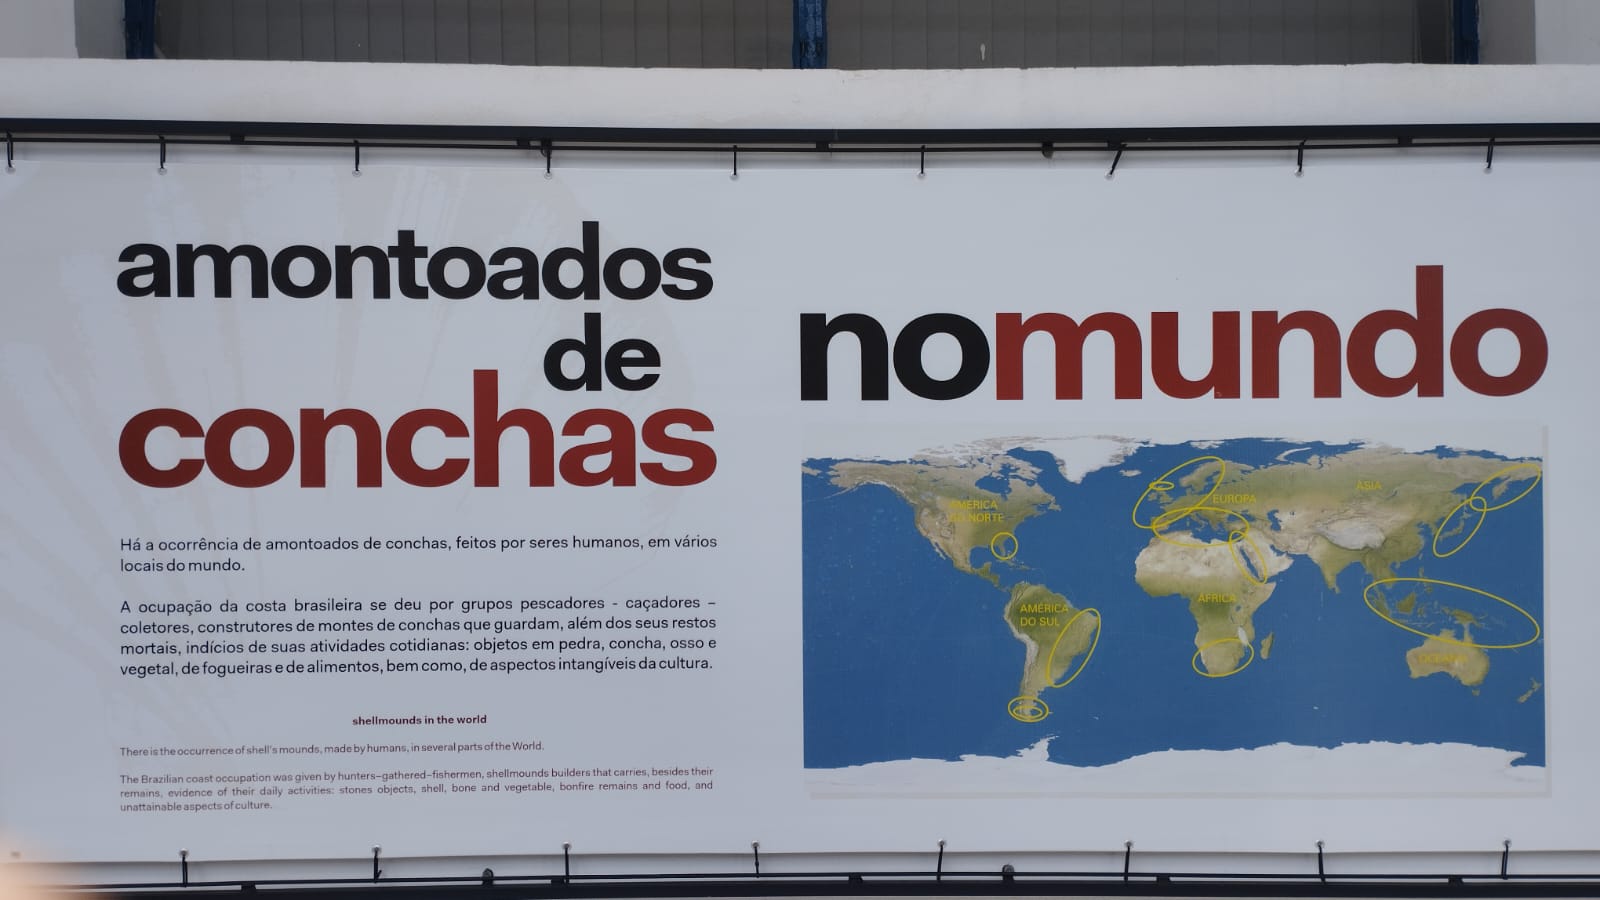 amontoados
de
conchas
nomundo
Há a ocorrência de amontoados de conchas, feitos por seres humanos, em vários
locais do mundo.
A ocupação da costa brasileira se deu por grupos pescadores - caçadores –
coletores, construtores de montes de conchas que guardam, além dos seus restos
mortais, indícios de suas atividades cotidianas: objetos em pedra, concha, osso e
vegetal, de fogueiras e de alimentos, bem como, de aspectos intangíveis da cultura.
shellmounds in the world
There is the occurrence of shell's mounds, made by humans, in several parts of the World.
The Brazilian coast occupation was given by hunters–gathered–fishermen, shellmounds builders that carries, besides their
remains, evidence of their daily activities: stones objects, shell, bone and vegetable, bonfire remains and food, and
unattainable aspects of culture.
AMÉRICA
DO NORTE
EUROPA
ÁSIA
AMÉRICA
DO SUL
ÁFRICA
OCEANIA